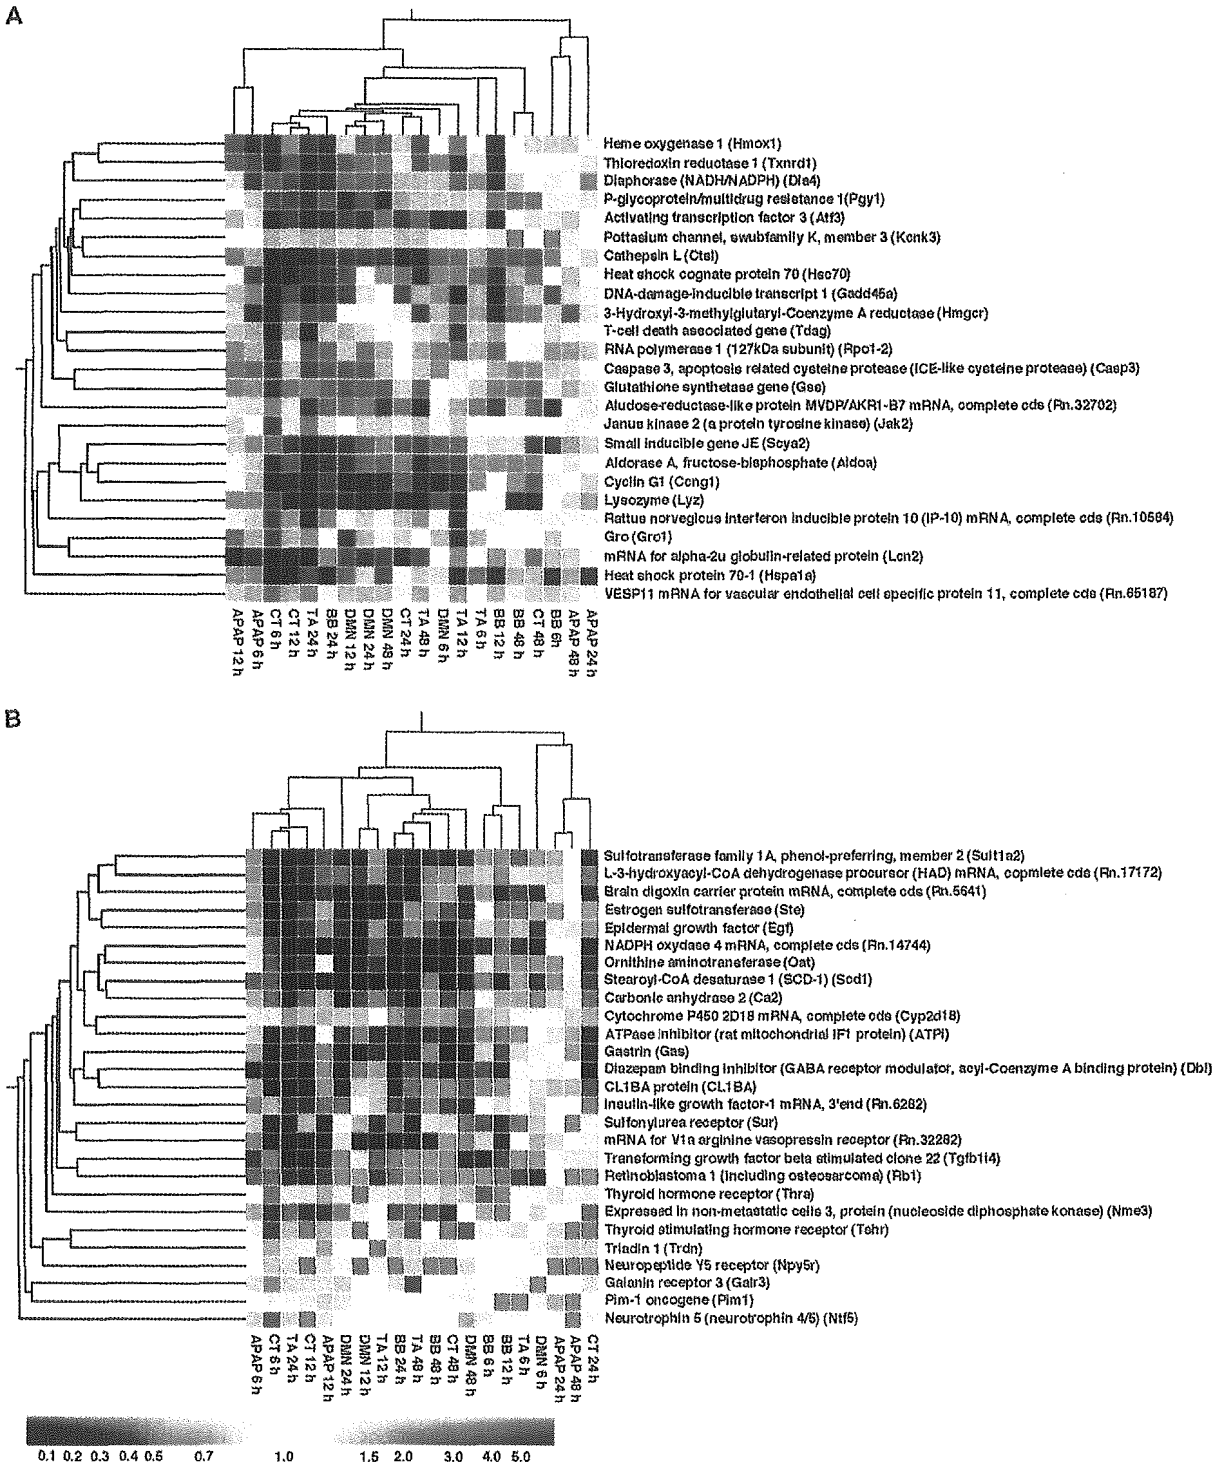 A
Heme oxygenase 1 (Hmox1)
Thioredoxin reductase 1 (Txnrd1)
Diaphorase (NADH/NADPH) (Dia4)
P-glycoprotein/multidrug resistance 1(Pgy1)
Activating transcription factor 3 (Atf3)
Pottasium channel, swubfamily K, member 3 (Kcnk3)
Cathepsin L (Ctsl)
Heat shock cognate protein 70 (Hsc70)
DNA-damage-inducible transcript 1 (Gadd45a)
3-Hydroxyl-3-methylglutaryl-Coenzyme A reductase (Hmgcr)
T-cell death associated gene (Tdag)
RNA polymerase 1 (127kDa subunit) (Rpo1-2)
Caspase 3, apoptosis related cysteine protease (ICE-like cysteine protease) (Casp3)
Glutathione synthetase gene (Gss)
Aludose-reductase-like protein MVDP/AKR1-B7 mRNA, complete cds (Rn.32702)
Janus kinase 2 (a protein tyrosine kinase) (Jak2)
Small inducible gene JE (Scya2)
Aldorase A, fructose-bisphosphate (Aldoa)
Cyclin G1 (Ccng1)
Lysozyme (Lyz)
Rattus norvegicus interferon inducible protein 10 (IP-10) mRNA, complete cds (Rn.10584)
Gro (Gro1)
mRNA for alpha-2u globulin-related protein (Lcn2)
Heat shock protein 70-1 (Hspa1a)
VESP11 mRNA for vascular endothelial cell specific protein 11, complete cds (Rn.65187)
APAP 12 h
APAP 6 h
CT 6 h
CT 12 h
TA 24 h
BB 24 h
DMN 12 h
DMN 24 h
DMN 48 h
CT 24 h
TA 48 h
DMN 6 h
TA 12 h
TA 6 h
BB 12 h
BB 48 h
CT 48 h
BB 6h
APAP 48 h
APAP 24 h
B
Sulfotransferase family 1A, phenol-preferring, member 2 (Sult1a2)
L-3-hydroxyacyl-CoA dehydrogenase procursor (HAD) mRNA, copmlete cds (Rn.17172)
Brain digoxin carrier protein mRNA, complete cds (Rn.5641)
Estrogen sulfotransferase (Ste)
Epidermal growth factor (Egf)
NADPH oxydase 4 mRNA, complete cds (Rn.14744)
Ornithine aminotransferase (Oat)
Stearoyl-CoA desaturase 1 (SCD-1) (Scd1)
Carbonic anhydrase 2 (Ca2)
Cytochrome P450 2D18 mRNA, complete cds (Cyp2d18)
ATPase inhibitor (rat mitochondrial IF1 protein) (ATPi)
Gastrin (Gas)
Diazepam binding inhibitor (GABA receptor modulator, acyl-Coenzyme A binding protein) (Dbi)
CL1BA protein (CL1BA)
Insulin-like growth factor-1 mRNA, 3'end (Rn.6282)
Sulfonylurea receptor (Sur)
mRNA for V1a arginine vasopressin receptor (Rn.32282)
Transforming growth factor beta stimulated clone 22 (Tgfb1i4)
Retinoblastoma 1 (including osteosarcoma) (Rb1)
Thyroid hormone receptor (Thra)
Expressed in non-metastatic cells 3, protein (nucleoside diphosphate konase) (Nme3)
Thyroid stimulating hormone receptor (Tshr)
Triadin 1 (Trdn)
Neuropeptide Y5 receptor (Npy5r)
Galanin receptor 3 (Galr3)
Pim-1 oncogene (Pim1)
Neurotrophin 5 (neurotrophin 4/5) (Ntf5)
APAP 6 h
CT 6 h
TA 24 h
CT 12 h
APAP 12 h
DMN 24 h
DMN 12 h
TA 12 h
BB 24 h
TA 48 h
BB 48 h
CT 48 h
DMN 48 h
BB 6 h
BB 12 h
TA 6 h
DMN 6 h
APAP 24 h
APAP 48 h
CT 24 h
0.1 0.2 0.3 0.4 0.5 0.7 1.0 1.5 2.0 3.0 4.0 5.0